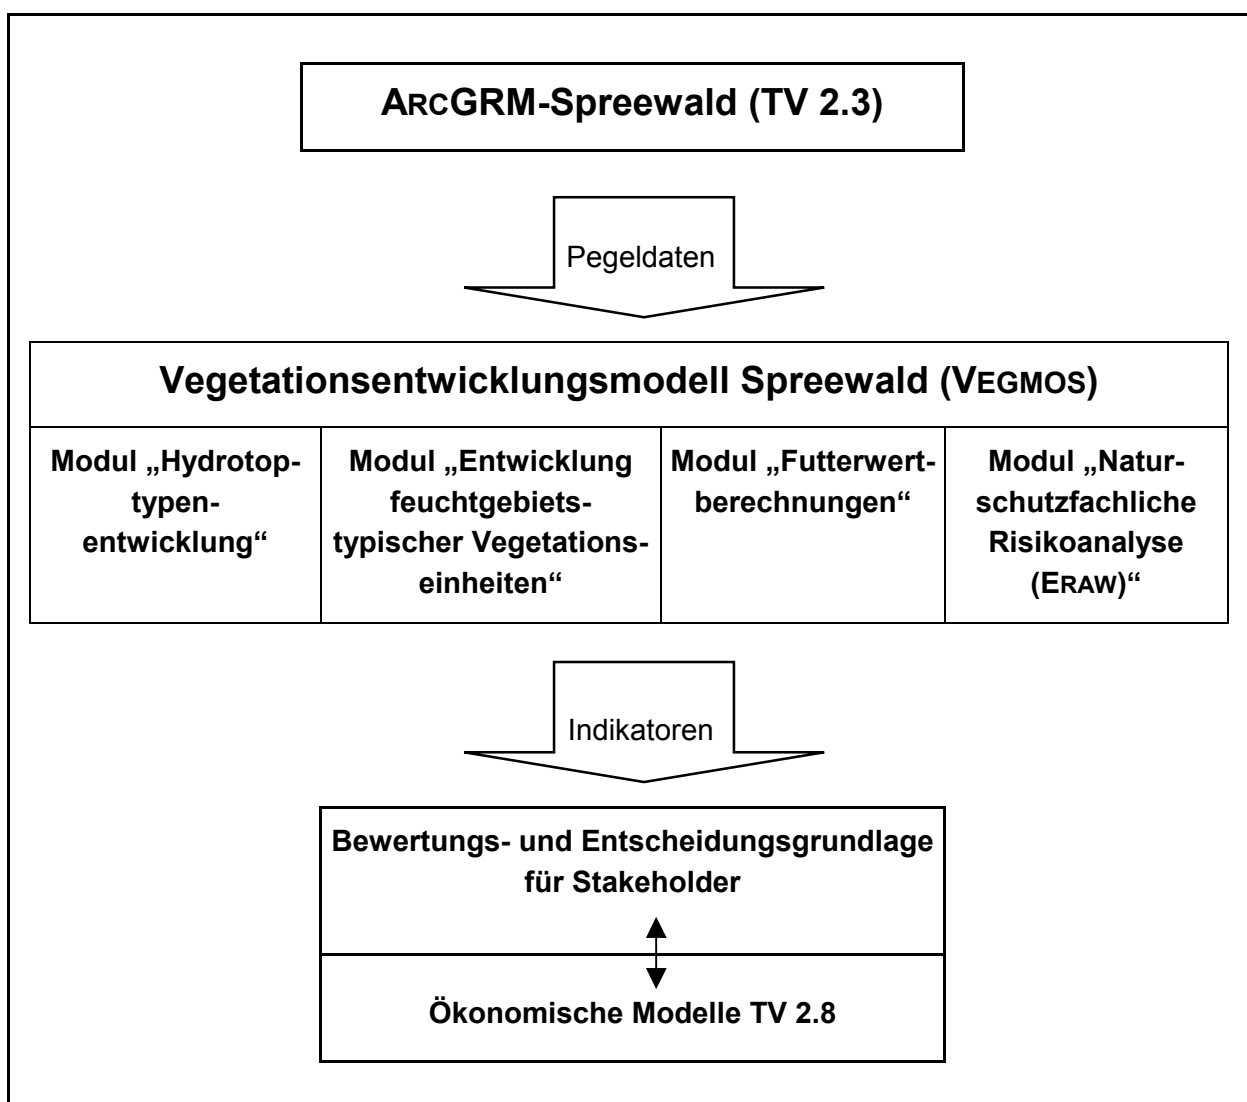 ARCGRM-Spreewald (TV 2.3)
Pegeldaten
Vegetationsentwicklungsmodell Spreewald (VEGMOS)
Modul „Hydrotop-
typen-
entwicklung“
Modul „Entwicklung
feuchtgebiets-
typischer Vegetations-
einheiten“
Modul „Futterwert-
berechnungen“
Modul „Natur-
schutzfachliche
Risikoanalyse
(ERAW)“
Indikatoren
Bewertungs- und Entscheidungsgrundlage
für Stakeholder
Ökonomische Modelle TV 2.8